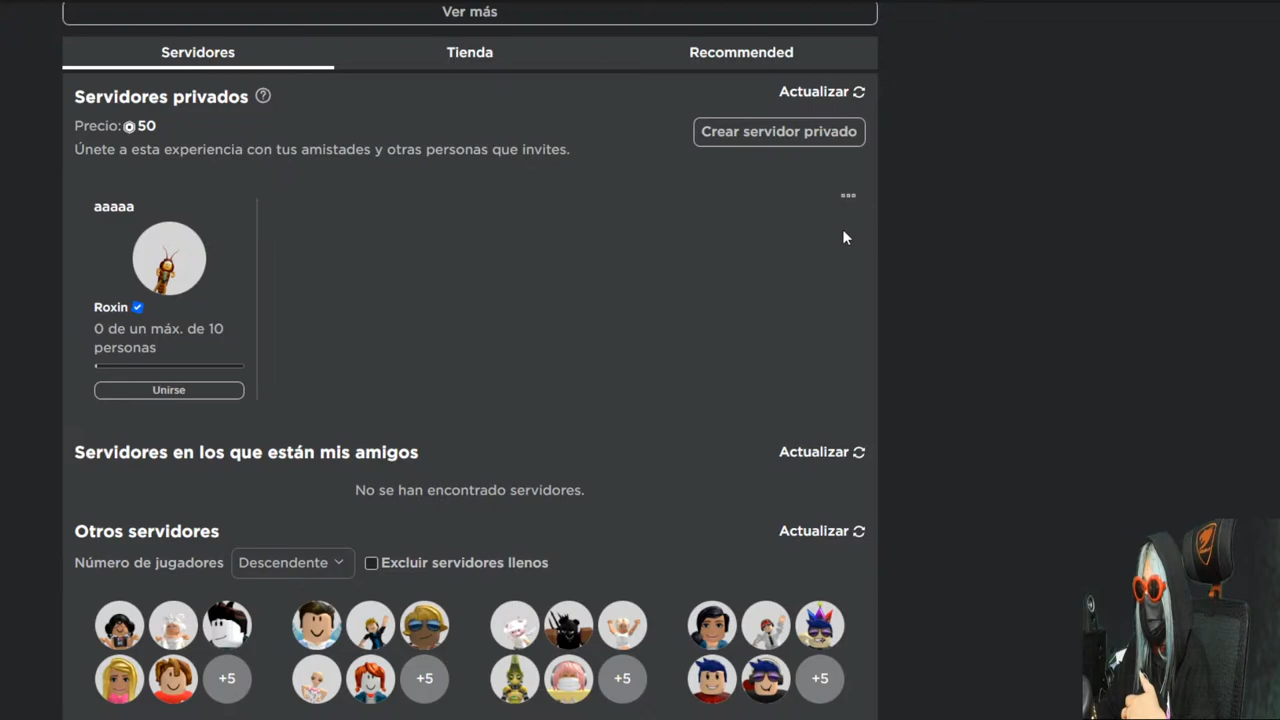 Ver más
Servidores
Tienda
Recommended
Servidores privados
Actualizar
Precio: 50
Crear servidor privado
Únete a esta experiencia con tus amistades y otras personas que invites.
aaaaa
Roxin
0 de un máx. de 10
personas
Unirse
Servidores en los que están mis amigos
Actualizar
No se han encontrado servidores.
Otros servidores
Actualizar
Número de jugadores
Descendente
Excluir servidores llenos
+5
+5
+5
+5